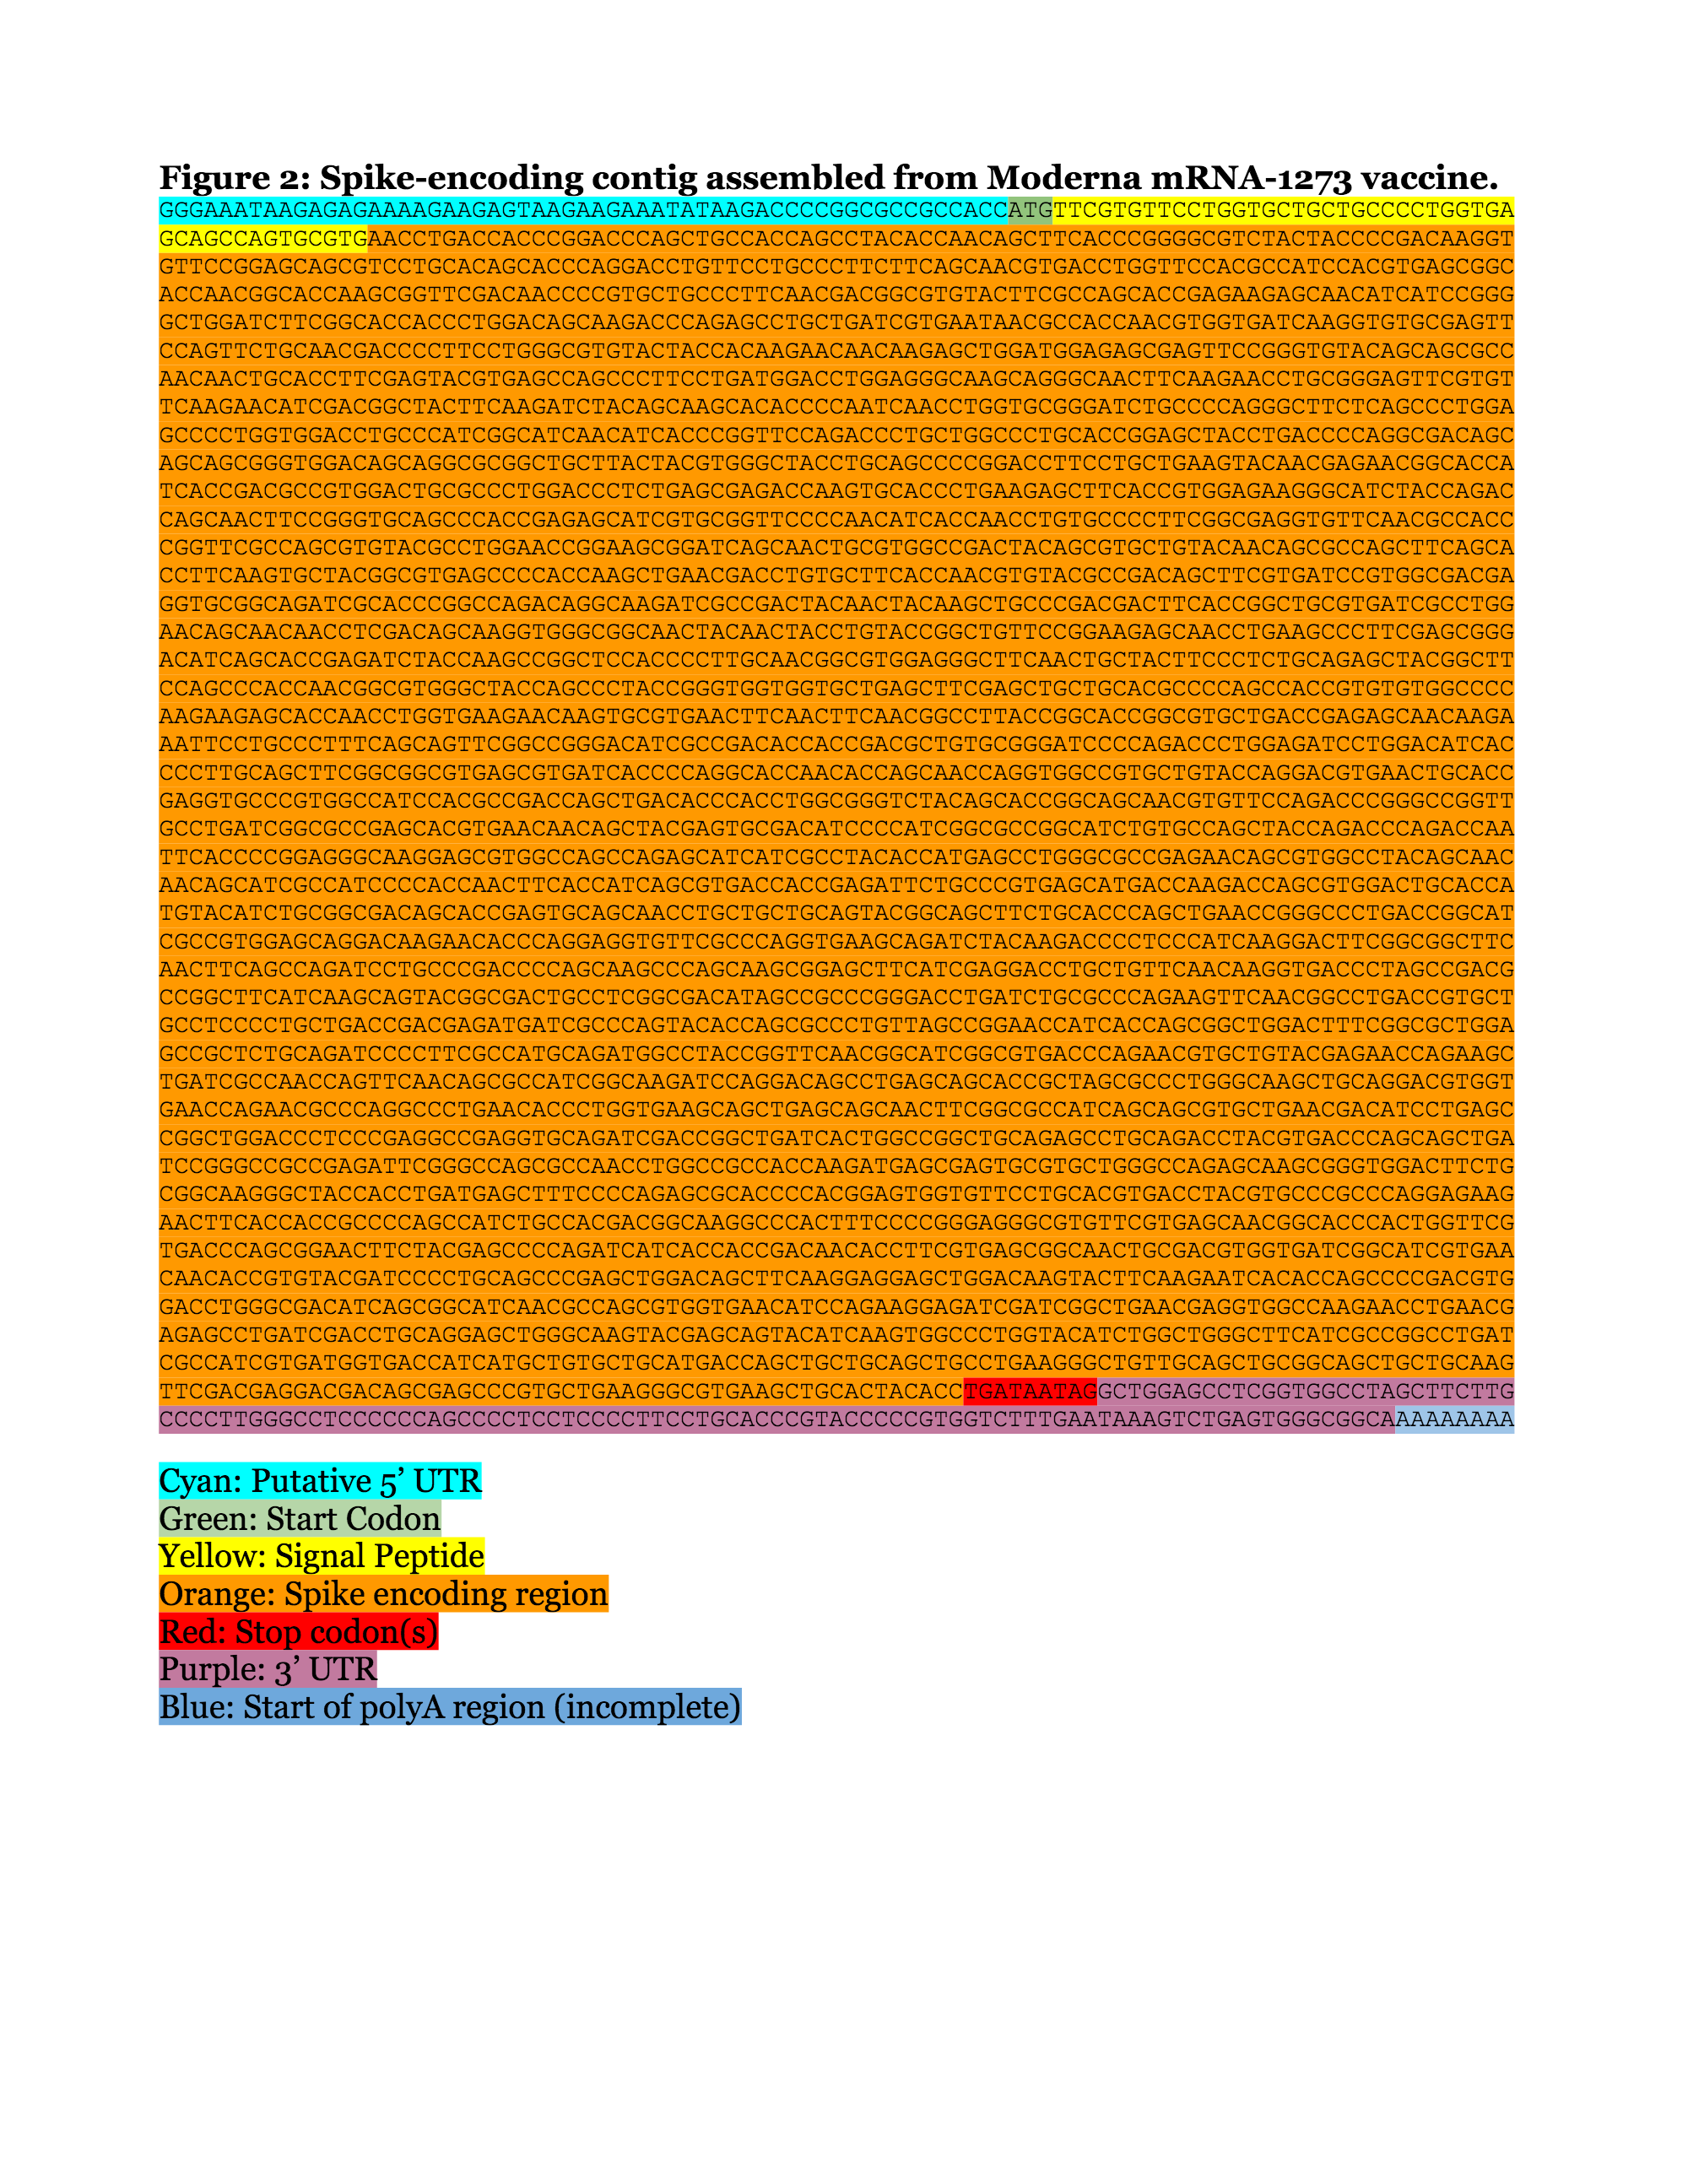 Figure 2: Spike-encoding contig assembled from Moderna mRNA-1273 vaccine.
GGGAAATAAGAGAGAAAAGAAGAGTAAGAAGAAATATAAGACCCCGGCGCCGCCACCATGTTCGTGTTCCTGGTGCTGCTGCCCCTGGTGA
GCAGCCAGTGCGTGAACCTGACCACCCGGACCCAGCTGCCACCAGCCTACACCAACAGCTTCACCCGGGGCGTCTACTACCCCGACAAGGT
GTTCCGGAGCAGCGTCCTGCACAGCACCCAGGACCTGTTCCTGCCCTTCTTCAGCAACGTGACCTGGTTCCACGCCATCCACGTGAGCGGC
ACCAACGGCACCAAGCGGTTCGACAACCCCGTGCTGCCCTTCAACGACGGCGTGTACTTCGCCAGCACCGAGAAGAGCAACATCATCCGGG
GCTGGATCTTCGGCACCACCCTGGACAGCAAGACCCAGAGCCTGCTGATCGTGAATAACGCCACCAACGTGGTGATCAAGGTGTGCGAGTT
CCAGTTCTGCAACGACCCCTTCCTGGGCGTGTACTACCACAAGAACAACAAGAGCTGGATGGAGAGCGAGTTCCGGGTGTACAGCAGCGCC
AACAACTGCACCTTCGAGTACGTGAGCCAGCCCTTCCTGATGGACCTGGAGGGCAAGCAGGGCAACTTCAAGAACCTGCGGGAGTTCGTGT
TCAAGAACATCGACGGCTACTTCAAGATCTACAGCAAGCACACCCCAATCAACCTGGTGCGGGATCTGCCCCAGGGCTTCTCAGCCCTGGA
GCCCCTGGTGGACCTGCCCATCGGCATCAACATCACCCGGTTCCAGACCCTGCTGGCCCTGCACCGGAGCTACCTGACCCCAGGCGACAGC
AGCAGCGGGTGGACAGCAGGCGCGGCTGCTTACTACGTGGGCTACCTGCAGCCCCGGACCTTCCTGCTGAAGTACAACGAGAACGGCACCA
TCACCGACGCCGTGGACTGCGCCCTGGACCCTCTGAGCGAGACCAAGTGCACCCTGAAGAGCTTCACCGTGGAGAAGGGCATCTACCAGAC
CAGCAACTTCCGGGTGCAGCCCACCGAGAGCATCGTGCGGTTCCCCAACATCACCAACCTGTGCCCCTTCGGCGAGGTGTTCAACGCCACC
CGGTTCGCCAGCGTGTACGCCTGGAACCGGAAGCGGATCAGCAACTGCGTGGCCGACTACAGCGTGCTGTACAACAGCGCCAGCTTCAGCA
CCTTCAAGTGCTACGGCGTGAGCCCCACCAAGCTGAACGACCTGTGCTTCACCAACGTGTACGCCGACAGCTTCGTGATCCGTGGCGACGA
GGTGCGGCAGATCGCACCCGGCCAGACAGGCAAGATCGCCGACTACAACTACAAGCTGCCCGACGACTTCACCGGCTGCGTGATCGCCTGG
AACAGCAACAACCTCGACAGCAAGGTGGGCGGCAACTACAACTACCTGTACCGGCTGTTCCGGAAGAGCAACCTGAAGCCCTTCGAGCGGG
ACATCAGCACCGAGATCTACCAAGCCGGCTCCACCCCTTGCAACGGCGTGGAGGGCTTCAACTGCTACTTCCCTCTGCAGAGCTACGGCTT
CCAGCCCACCAACGGCGTGGGCTACCAGCCCTACCGGGTGGTGGTGCTGAGCTTCGAGCTGCTGCACGCCCCAGCCACCGTGTGTGGCCCC
AAGAAGAGCACCAACCTGGTGAAGAACAAGTGCGTGAACTTCAACTTCAACGGCCTTACCGGCACCGGCGTGCTGACCGAGAGCAACAAGA
AATTCCTGCCCTTTCAGCAGTTCGGCCGGGACATCGCCGACACCACCGACGCTGTGCGGGATCCCCAGACCCTGGAGATCCTGGACATCAC
CCCTTGCAGCTTCGGCGGCGTGAGCGTGATCACCCCAGGCACCAACACCAGCAACCAGGTGGCCGTGCTGTACCAGGACGTGAACTGCACC
GAGGTGCCCGTGGCCATCCACGCCGACCAGCTGACACCCACCTGGCGGGTCTACAGCACCGGCAGCAACGTGTTCCAGACCCGGGCCGGTT
GCCTGATCGGCGCCGAGCACGTGAACAACAGCTACGAGTGCGACATCCCCATCGGCGCCGGCATCTGTGCCAGCTACCAGACCCAGACCAA
TTCACCCCGGAGGGCAAGGAGCGTGGCCAGCCAGAGCATCATCGCCTACACCATGAGCCTGGGCGCCGAGAACAGCGTGGCCTACAGCAAC
AACAGCATCGCCATCCCCACCAACTTCACCATCAGCGTGACCACCGAGATTCTGCCCGTGAGCATGACCAAGACCAGCGTGGACTGCACCA
TGTACATCTGCGGCGACAGCACCGAGTGCAGCAACCTGCTGCTGCAGTACGGCAGCTTCTGCACCCAGCTGAACCGGGCCCTGACCGGCAT
CGCCGTGGAGCAGGACAAGAACACCCAGGAGGTGTTCGCCCAGGTGAAGCAGATCTACAAGACCCCTCCCATCAAGGACTTCGGCGGCTTC
AACTTCAGCCAGATCCTGCCCGACCCCAGCAAGCCCAGCAAGCGGAGCTTCATCGAGGACCTGCTGTTCAACAAGGTGACCCTAGCCGACG
CCGGCTTCATCAAGCAGTACGGCGACTGCCTCGGCGACATAGCCGCCCGGGACCTGATCTGCGCCCAGAAGTTCAACGGCCTGACCGTGCT
GCCTCCCCTGCTGACCGACGAGATGATCGCCCAGTACACCAGCGCCCTGTTAGCCGGAACCATCACCAGCGGCTGGACTTTCGGCGCTGGA
GCCGCTCTGCAGATCCCCTTCGCCATGCAGATGGCCTACCGGTTCAACGGCATCGGCGTGACCCAGAACGTGCTGTACGAGAACCAGAAGC
TGATCGCCAACCAGTTCAACAGCGCCATCGGCAAGATCCAGGACAGCCTGAGCAGCACCGCTAGCGCCCTGGGCAAGCTGCAGGACGTGGT
GAACCAGAACGCCCAGGCCCTGAACACCCTGGTGAAGCAGCTGAGCAGCAACTTCGGCGCCATCAGCAGCGTGCTGAACGACATCCTGAGC
CGGCTGGACCCTCCCGAGGCCGAGGTGCAGATCGACCGGCTGATCACTGGCCGGCTGCAGAGCCTGCAGACCTACGTGACCCAGCAGCTGA
TCCGGGCCGCCGAGATTCGGGCCAGCGCCAACCTGGCCGCCACCAAGATGAGCGAGTGCGTGCTGGGCCAGAGCAAGCGGGTGGACTTCTG
CGGCAAGGGCTACCACCTGATGAGCTTTCCCCAGAGCGCACCCCACGGAGTGGTGTTCCTGCACGTGACCTACGTGCCCGCCCAGGAGAAG
AACTTCACCACCGCCCCAGCCATCTGCCACGACGGCAAGGCCCACTTTCCCCGGGAGGGCGTGTTCGTGAGCAACGGCACCCACTGGTTCG
TGACCCAGCGGAACTTCTACGAGCCCCAGATCATCACCACCGACAACACCTTCGTGAGCGGCAACTGCGACGTGGTGATCGGCATCGTGAA
CAACACCGTGTACGATCCCCTGCAGCCCGAGCTGGACAGCTTCAAGGAGGAGCTGGACAAGTACTTCAAGAATCACACCAGCCCCGACGTG
GACCTGGGCGACATCAGCGGCATCAACGCCAGCGTGGTGAACATCCAGAAGGAGATCGATCGGCTGAACGAGGTGGCCAAGAACCTGAACG
AGAGCCTGATCGACCTGCAGGAGCTGGGCAAGTACGAGCAGTACATCAAGTGGCCCTGGTACATCTGGCTGGGCTTCATCGCCGGCCTGAT
CGCCATCGTGATGGTGACCATCATGCTGTGCTGCATGACCAGCTGCTGCAGCTGCCTGAAGGGCTGTTGCAGCTGCGGCAGCTGCTGCAAG
TTCGACGAGGACGACAGCGAGCCCGTGCTGAAGGGCGTGAAGCTGCACTACACCTGATAATAGGCTGGAGCCTCGGTGGCCTAGCTTCTTG
CCCCTTGGGCCTCCCCCCAGCCCCTCCTCCCCTTCCTGCACCCGTACCCCCGTGGTCTTTGAATAAAGTCTGAGTGGGCGGCAAAAAAAAA
Cyan: Putative 5’ UTR
Green: Start Codon
Yellow: Signal Peptide
Orange: Spike encoding region
Red: Stop codon(s)
Purple: 3’ UTR
Blue: Start of polyA region (incomplete)